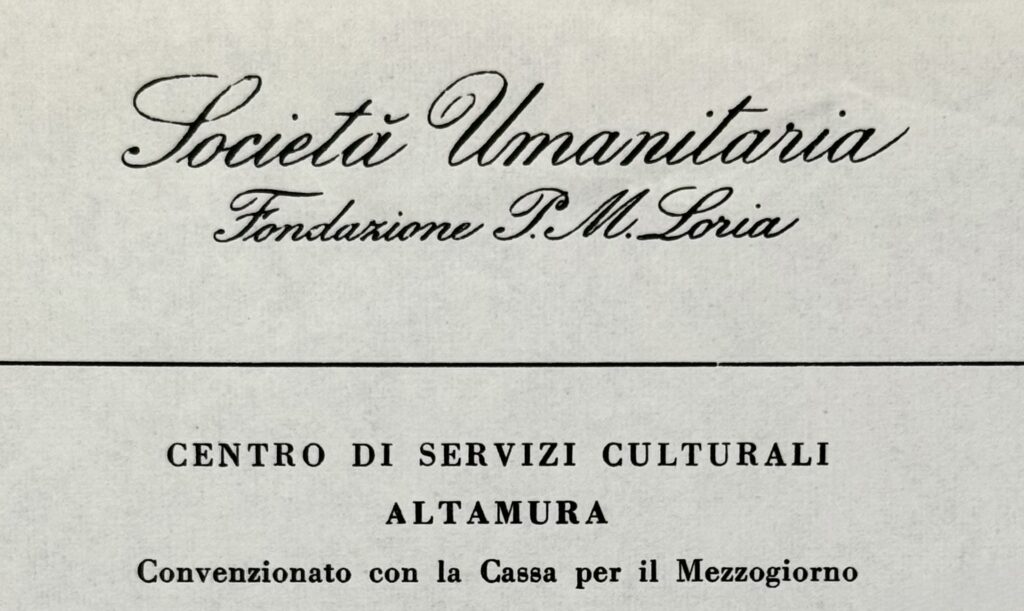 Società Umanitaria
Fondazione P. M. Loria
CENTRO DI SERVIZI CULTURALI
ALTAMURA
Convenzionato con la Cassa per il Mezzogiorno